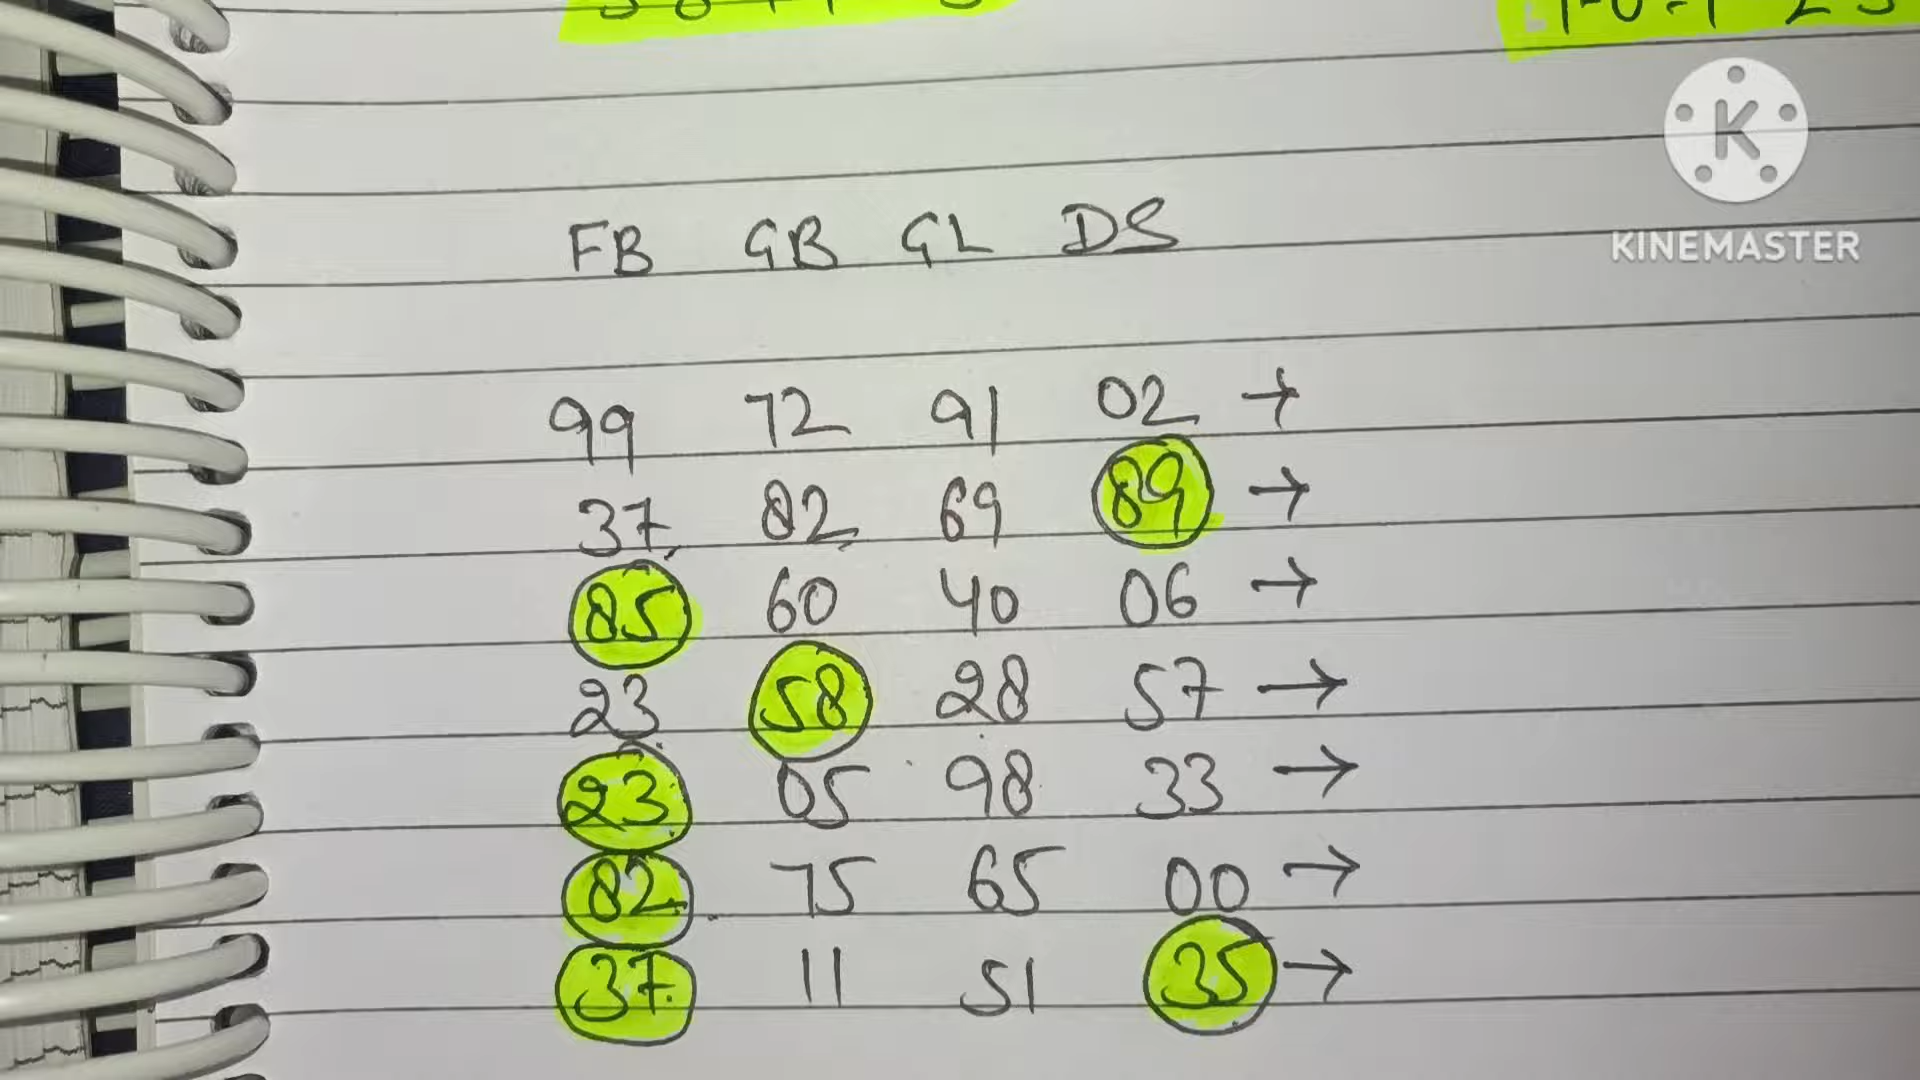 KINEMASTER
FB GB GL DS
99 72 91 02 →
37 82 69 89 →
85 60 40 06 →
23 58 28 57 →
23 05 98 33 →
82 75 65 00 →
37 11 51 35 →